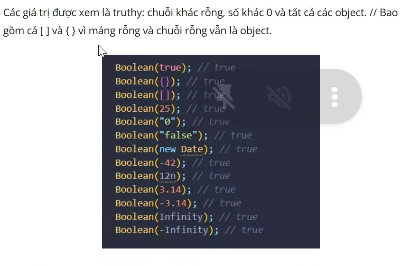 Các giá trị được xem là truthy: chuỗi khác rỗng, số khác 0 và tất cả các object. // Bao
gồm cả [ ] và { } vì máng rỗng và chuỗi rỗng vẫn là object.
Boolean(true); // true
Boolean({}); // true
Boolean([]); // true
Boolean(25); // true
Boolean("0"); // true
Boolean("false"); // true
Boolean(new Date); // true
Boolean(-42); // true
Boolean(12n); // true
Boolean(3.14); // true
Boolean(-3.14); // true
Boolean(Infinity); // true
Boolean(-Infinity); // true